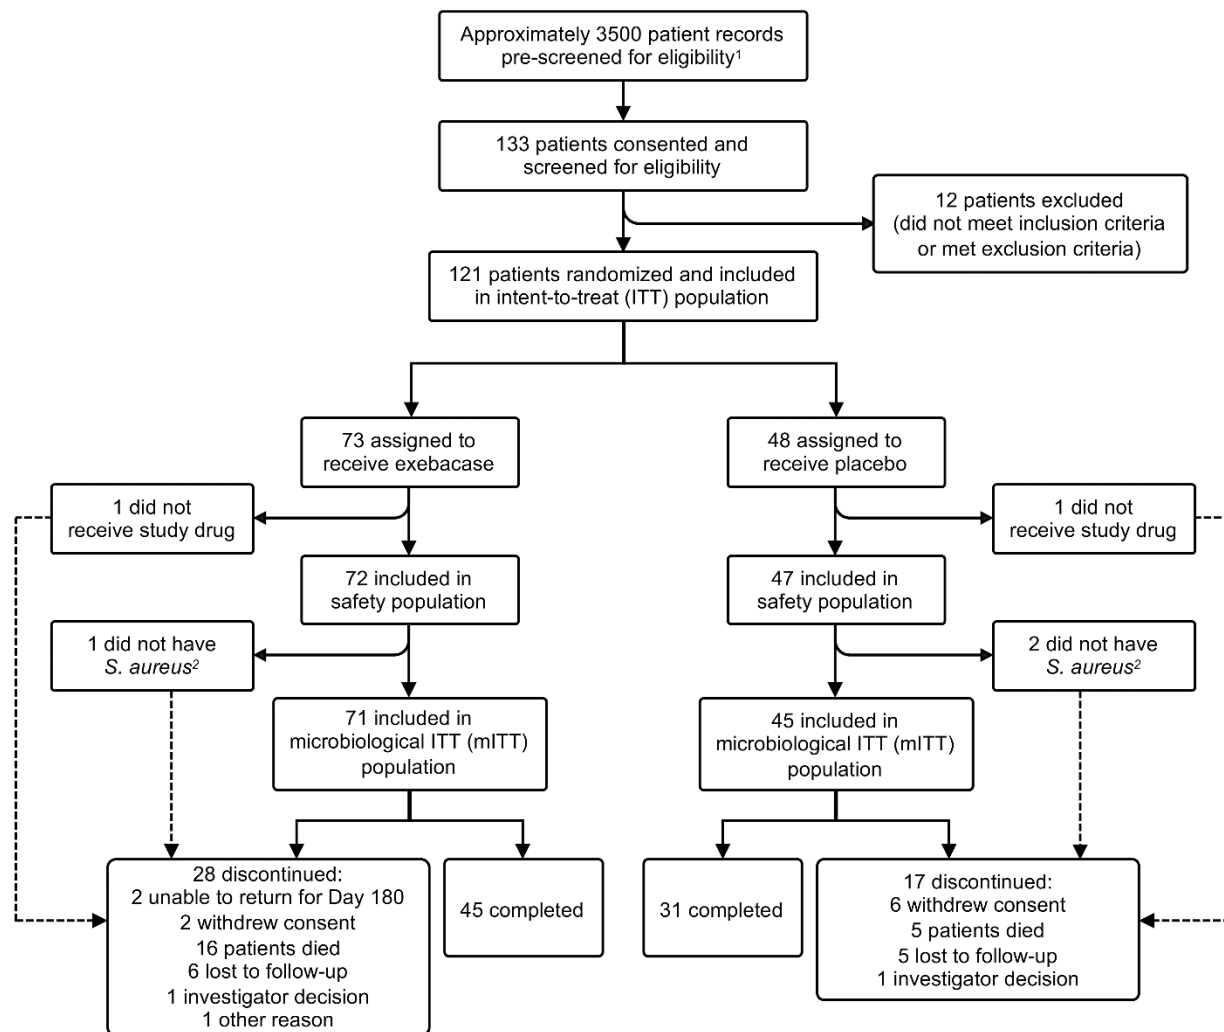 Approximately 3500 patient records
pre-screened for eligibility¹
133 patients consented and
screened for eligibility
12 patients excluded
(did not meet inclusion criteria
or met exclusion criteria)
121 patients randomized and included
in intent-to-treat (ITT) population
73 assigned to
receive exebacase
48 assigned to
receive placebo
1 did not
receive study drug
1 did not
receive study drug
72 included in
safety population
47 included in
safety population
1 did not have
S. aureus²
2 did not have
S. aureus²
71 included in
microbiological ITT (mITT)
population
45 included in
microbiological ITT (mITT)
population
28 discontinued:
2 unable to return for Day 180
2 withdrew consent
16 patients died
6 lost to follow-up
1 investigator decision
1 other reason
45 completed
31 completed
17 discontinued:
6 withdrew consent
5 patients died
5 lost to follow-up
1 investigator decision